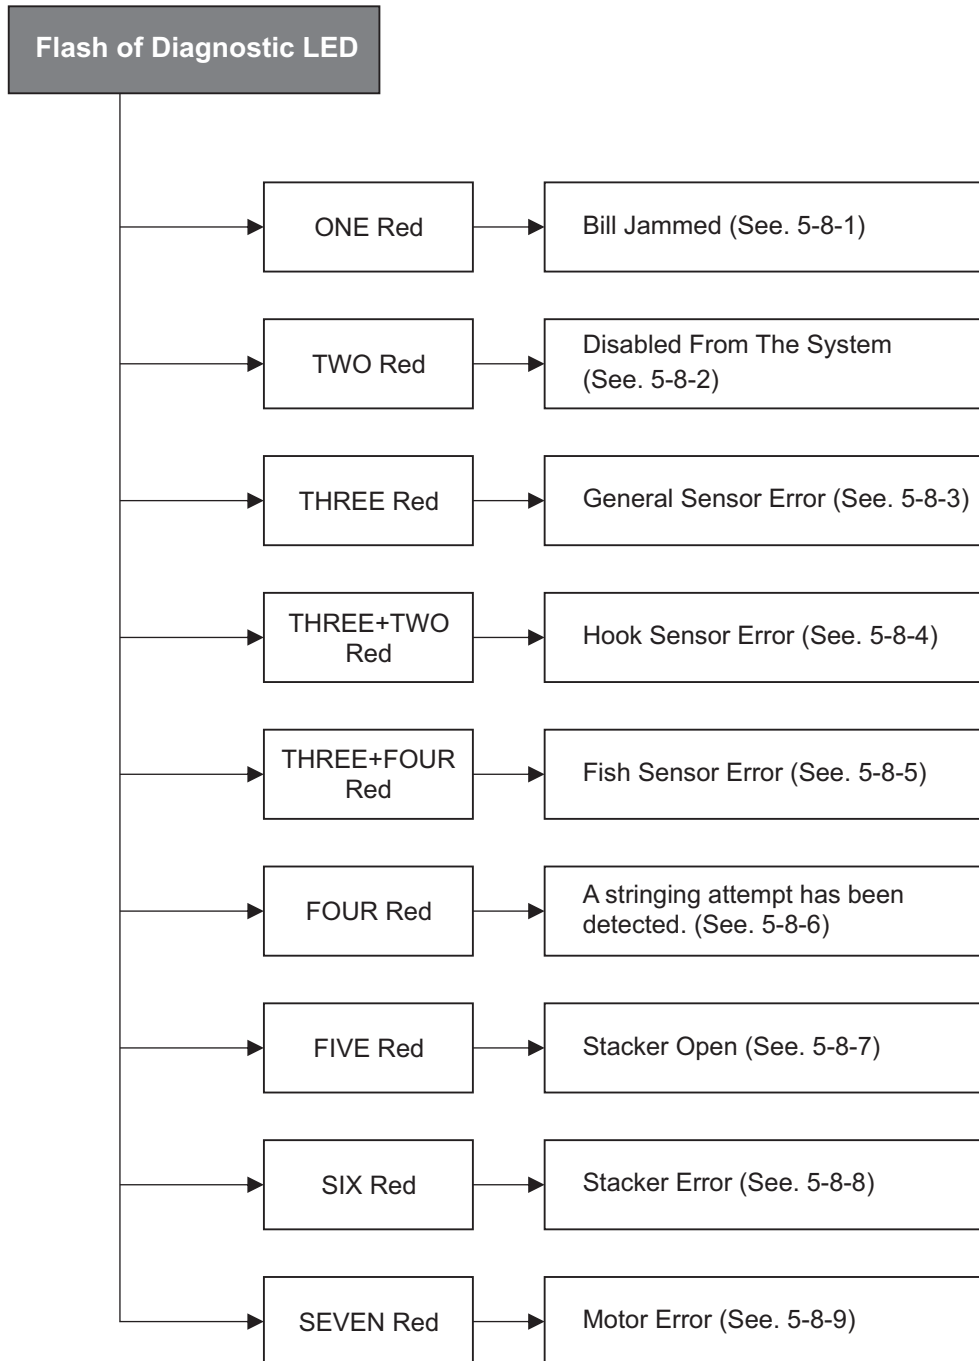 Flash of Diagnostic LED
ONE Red
Bill Jammed (See. 5-8-1)
TWO Red
Disabled From The System
(See. 5-8-2)
THREE Red
General Sensor Error (See. 5-8-3)
THREE+TWO
Red
Hook Sensor Error (See. 5-8-4)
THREE+FOUR
Red
Fish Sensor Error (See. 5-8-5)
FOUR Red
A stringing attempt has been
detected. (See. 5-8-6)
FIVE Red
Stacker Open (See. 5-8-7)
SIX Red
Stacker Error (See. 5-8-8)
SEVEN Red
Motor Error (See. 5-8-9)